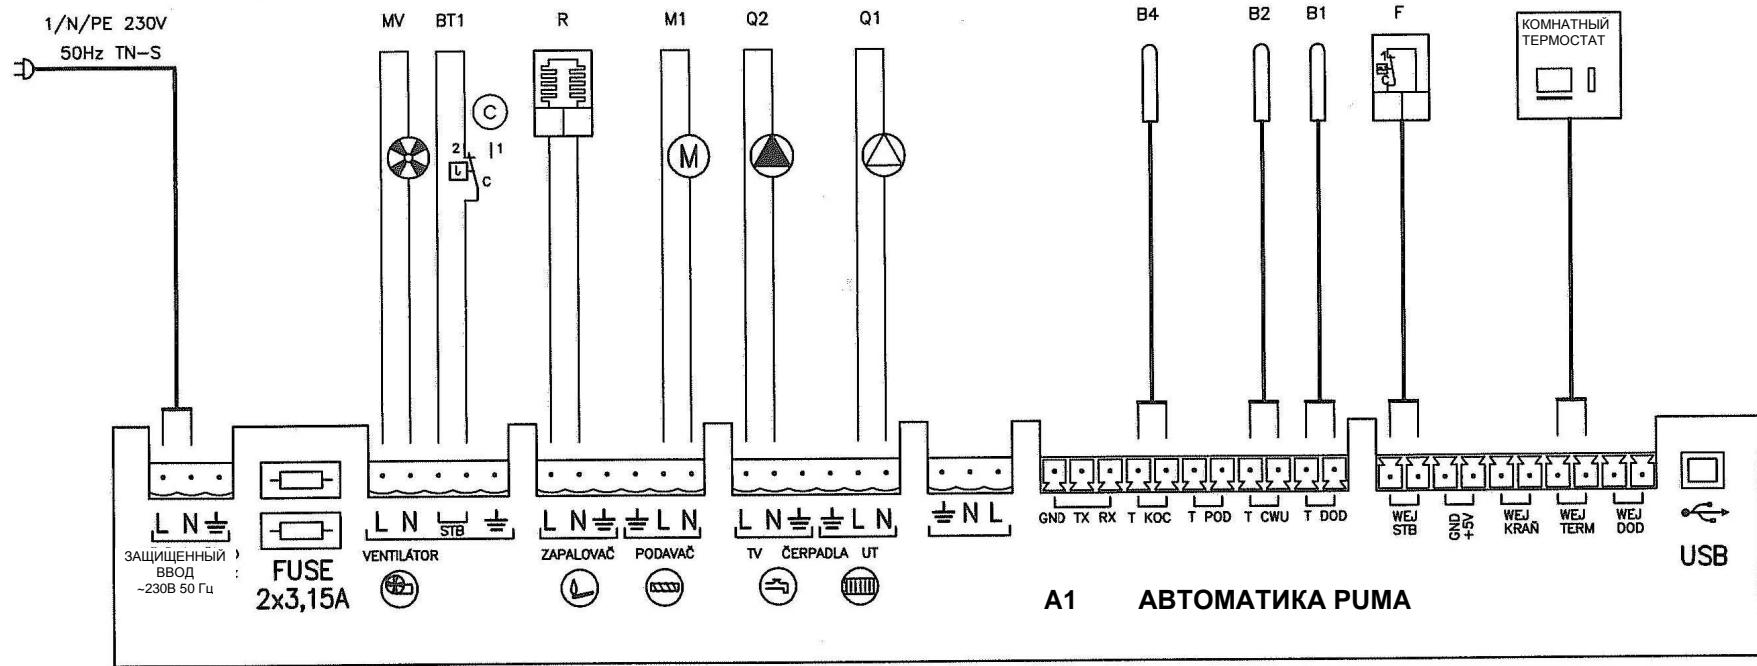 1/N/PE 230V
50Hz TN-S
MV BT1 R M1 Q2 Q1 B4 B2 B1 F
КОМНАТНЫЙ
ТЕРМОСТАТ
C
2 1
C
M
1
2
C
L N
ЗАЩИЩЕННЫЙ
ВВОД
~230В 50 Гц
FUSE
2x3,15A
L N
STB
VENTILÁTOR
L N
ZAPALOVAČ
L N
PODAVAČ
L N
TV ČERPADLA UT
L N
N L
GND TX RX T KOC T POD T CWU T DOD
WEJ
STB
GND
+5V
WEJ
KRAŇ
WEJ
TERM
WEJ
DOD
USB
A1 АВТОМАТИКА PUMA